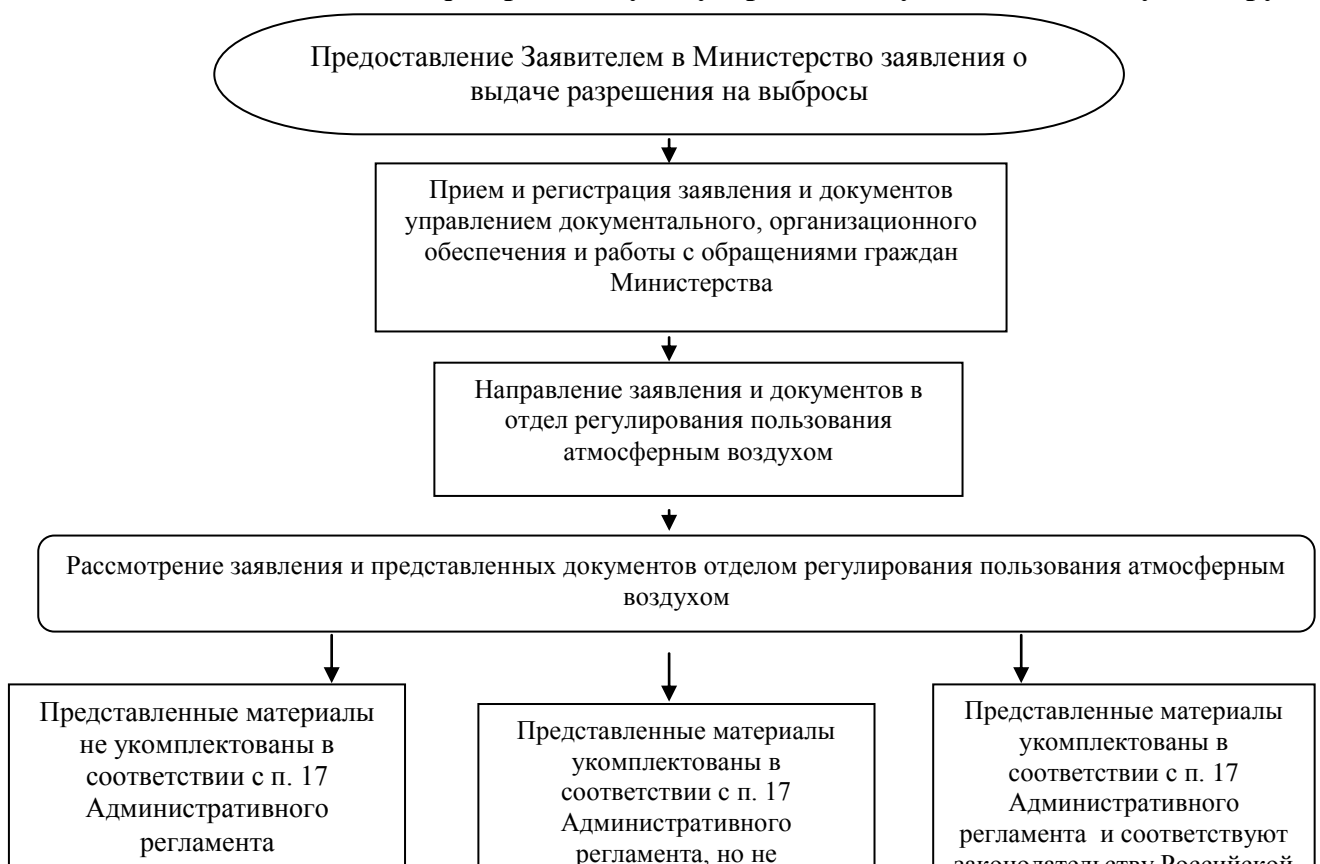 Предоставление Заявителем в Министерство заявления о
выдаче разрешения на выбросы
Прием и регистрация заявления и документов
управлением документального, организационного
обеспечения и работы с обращениями граждан
Министерства
Направление заявления и документов в
отдел регулирования пользования
атмосферным воздухом
Рассмотрение заявления и представленных документов отделом регулирования пользования атмосферным
воздухом
Представленные материалы
не укомплектованы в
соответствии с п. 17
Административного
регламента
Представленные материалы
укомплектованы в
соответствии с п. 17
Административного
регламента, но не
Представленные материалы
укомплектованы в
соответствии с п. 17
Административного
регламента и соответствуют
законодательству Российской